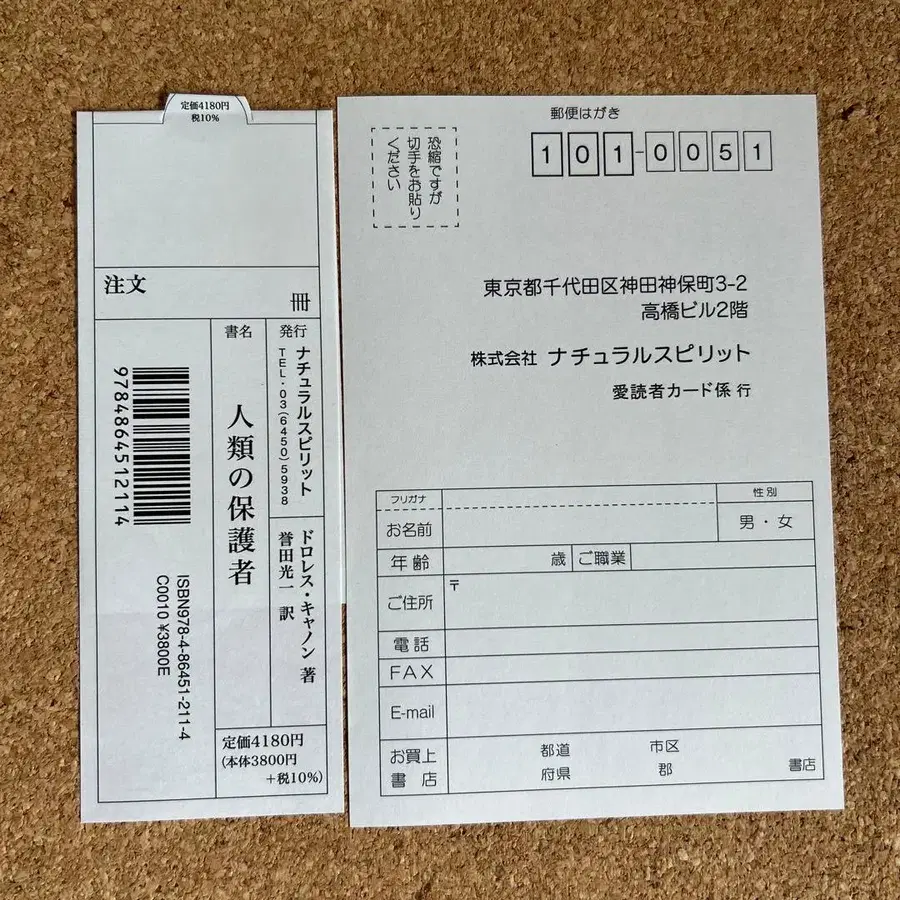 定価4180円
税10%
注文
冊
発行
ナチュラルスピリット
TEL・03(6450)5938
ドロレス・キャノン 著
誉田光一 訳
書名
人類の保護者
9784864512114
ISBN978-4-86451-211-4
C0010 ¥3800E
定価4180円
(本体3800円
+税10%)
郵便はがき
恐縮ですが
切手をお貼り
ください
101-0051
東京都千代田区神田神保町3-2
高橋ビル2階
株式会社 ナチュラルスピリット
愛読者カード係 行
フリガナ
お名前
性別
男・女
年齢 歳 ご職業
ご住所 〒
電話
FAX
E-mail
お買上 都道 市区
書店 府県 郡 書店